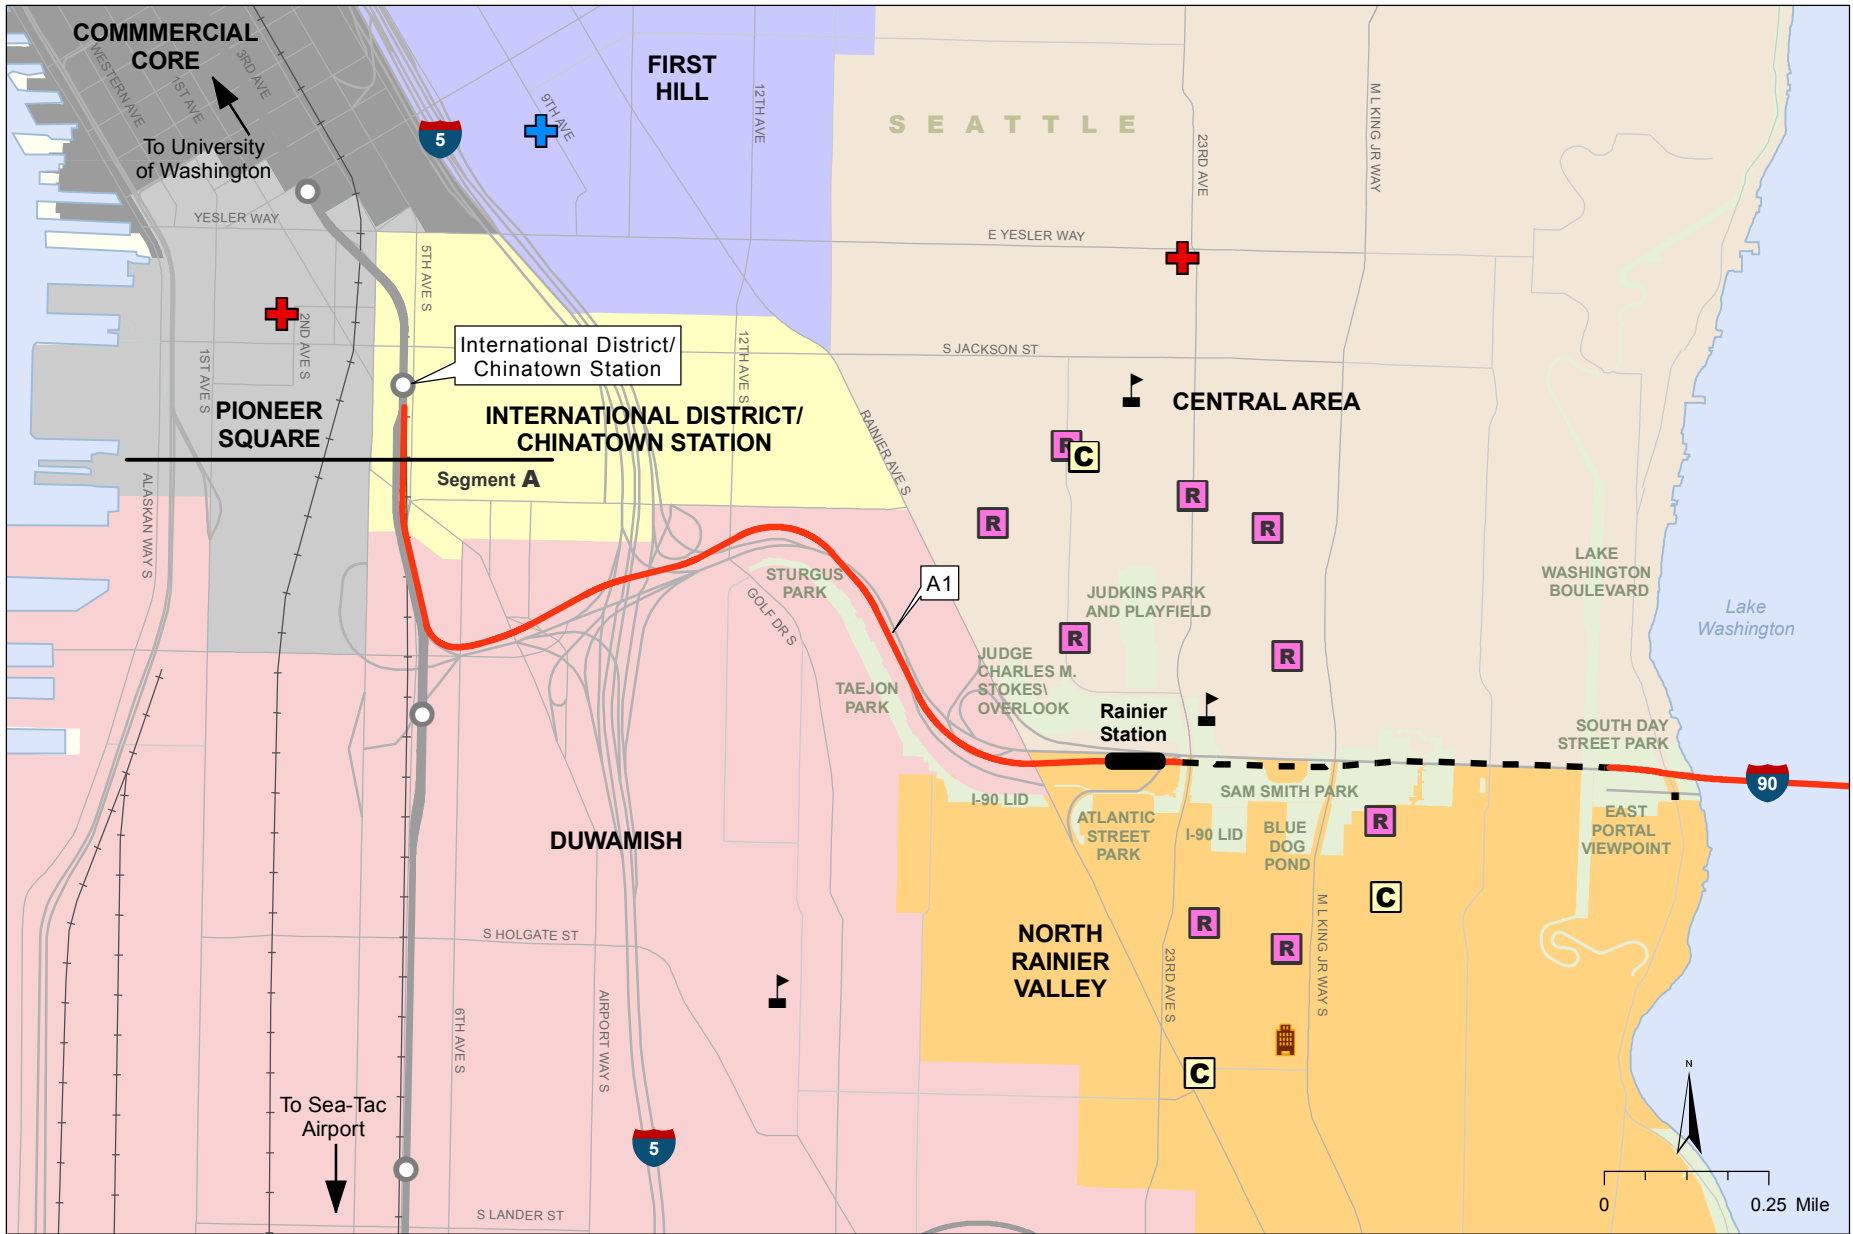 COMMMERCIAL
CORE
WESTERN AVE
1ST AVE
3RD AVE
To University
of Washington
YESLER WAY
5
9TH AVE
FIRST
HILL
12TH AVE
SEATTLE
23RD AVE
M L KING JR WAY
E YESLER WAY
5TH AVE S
2ND AVE S
1ST AVE S
International District/
Chinatown Station
12TH AVE S
S JACKSON ST
PIONEER
SQUARE
INTERNATIONAL DISTRICT/
CHINATOWN STATION
Segment A
RAINIER AVE S
CENTRAL AREA
R
C
R
R
R
ALASKAN WAY S
STURGUS
PARK
GOLF DR S
A1
JUDKINS PARK
AND PLAYFIELD
LAKE
WASHINGTON
BOULEVARD
Lake
Washington
R
R
JUDGE
CHARLES M.
STOKES\
OVERLOOK
TAEJON
PARK
Rainier
Station
SOUTH DAY
STREET PARK
90
I-90 LID
SAM SMITH PARK
ATLANTIC
STREET
PARK
I-90 LID
BLUE
DOG
POND
R
EAST
PORTAL
VIEWPOINT
DUWAMISH
C
R
R
NORTH
RAINIER
VALLEY
S HOLGATE ST
23RD AVE S
M L KING JR WAY S
6TH AVE S
AIRPORT WAY S
C
N
To Sea-Tac
Airport
5
S LANDER ST
0
0.25 Mile